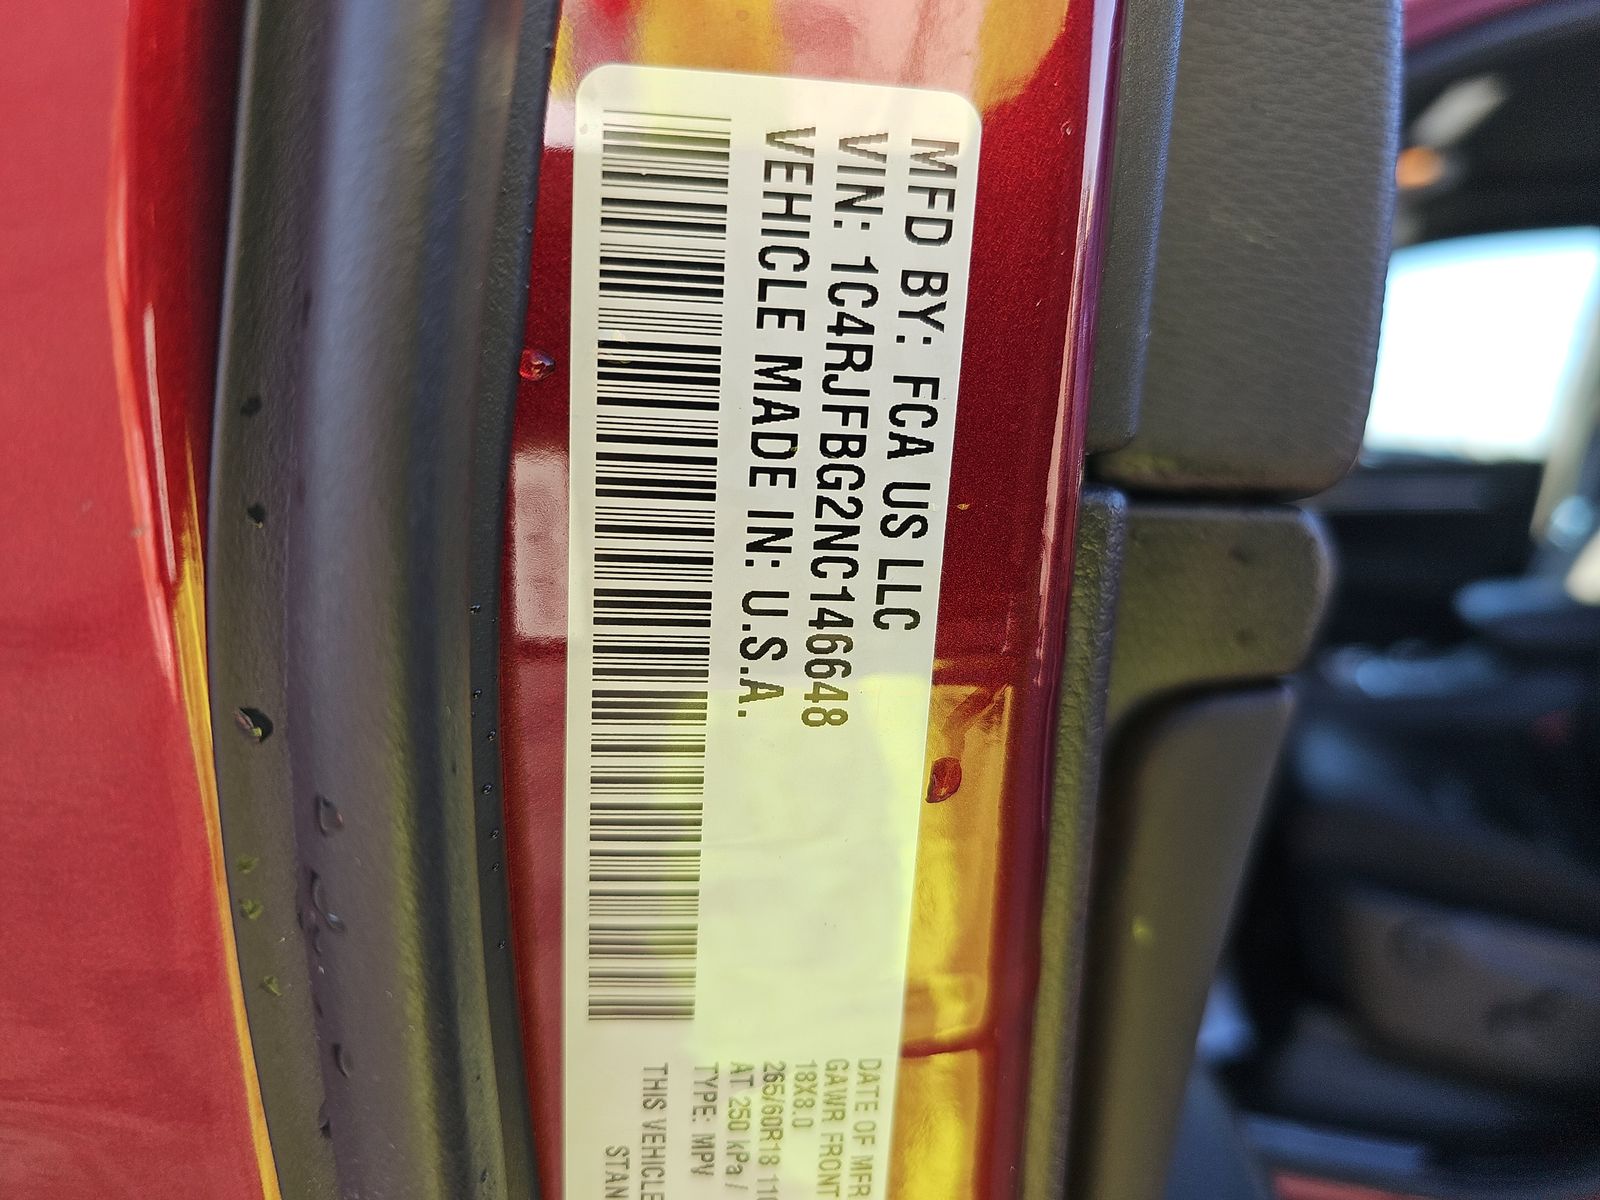 MFD BY: FCA US LLC
VIN: 1C4RJFBG2NC146648
VEHICLE MADE IN: U.S.A.
DATE OF MFR
GAWR FRONT
18X8.0
265/60R18 110
AT 250 kPa /
TYPE: MPV
THIS VEHICLE